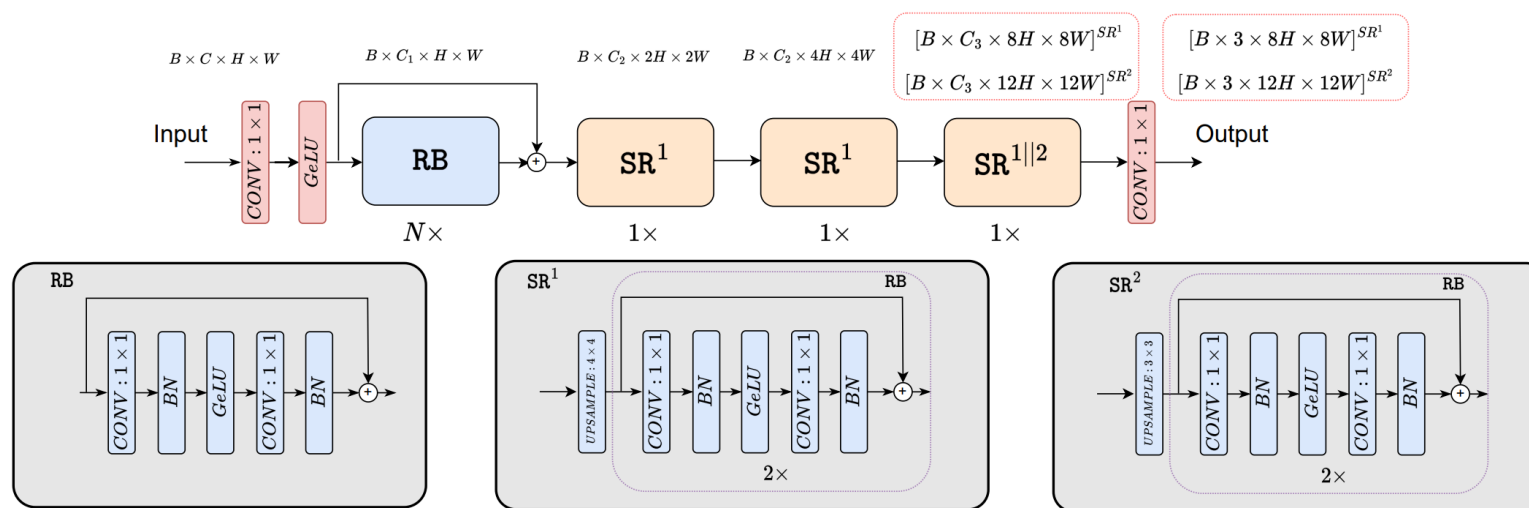 B × C × H × W
B × C₁ × H × W
B × C₂ × 2H × 2W
B × C₂ × 4H × 4W
[B × C₃ × 8H × 8W]^{SR¹}
[B × C₃ × 12H × 12W]^{SR²}
[B × 3 × 8H × 8W]^{SR¹}
[B × 3 × 12H × 12W]^{SR²}
Input
CONV : 1 × 1
GeLU
RB
+
SR¹
SR¹
SR^{1||2}
CONV : 1 × 1
Output
N×
1×
1×
1×
RB
CONV : 1 × 1
BN
GeLU
CONV : 1 × 1
BN
+
SR¹
RB
UPSAMPLE : 4 × 4
CONV : 1 × 1
BN
GeLU
CONV : 1 × 1
BN
+
2×
SR²
RB
UPSAMPLE : 3 × 3
CONV : 1 × 1
BN
GeLU
CONV : 1 × 1
BN
+
2×